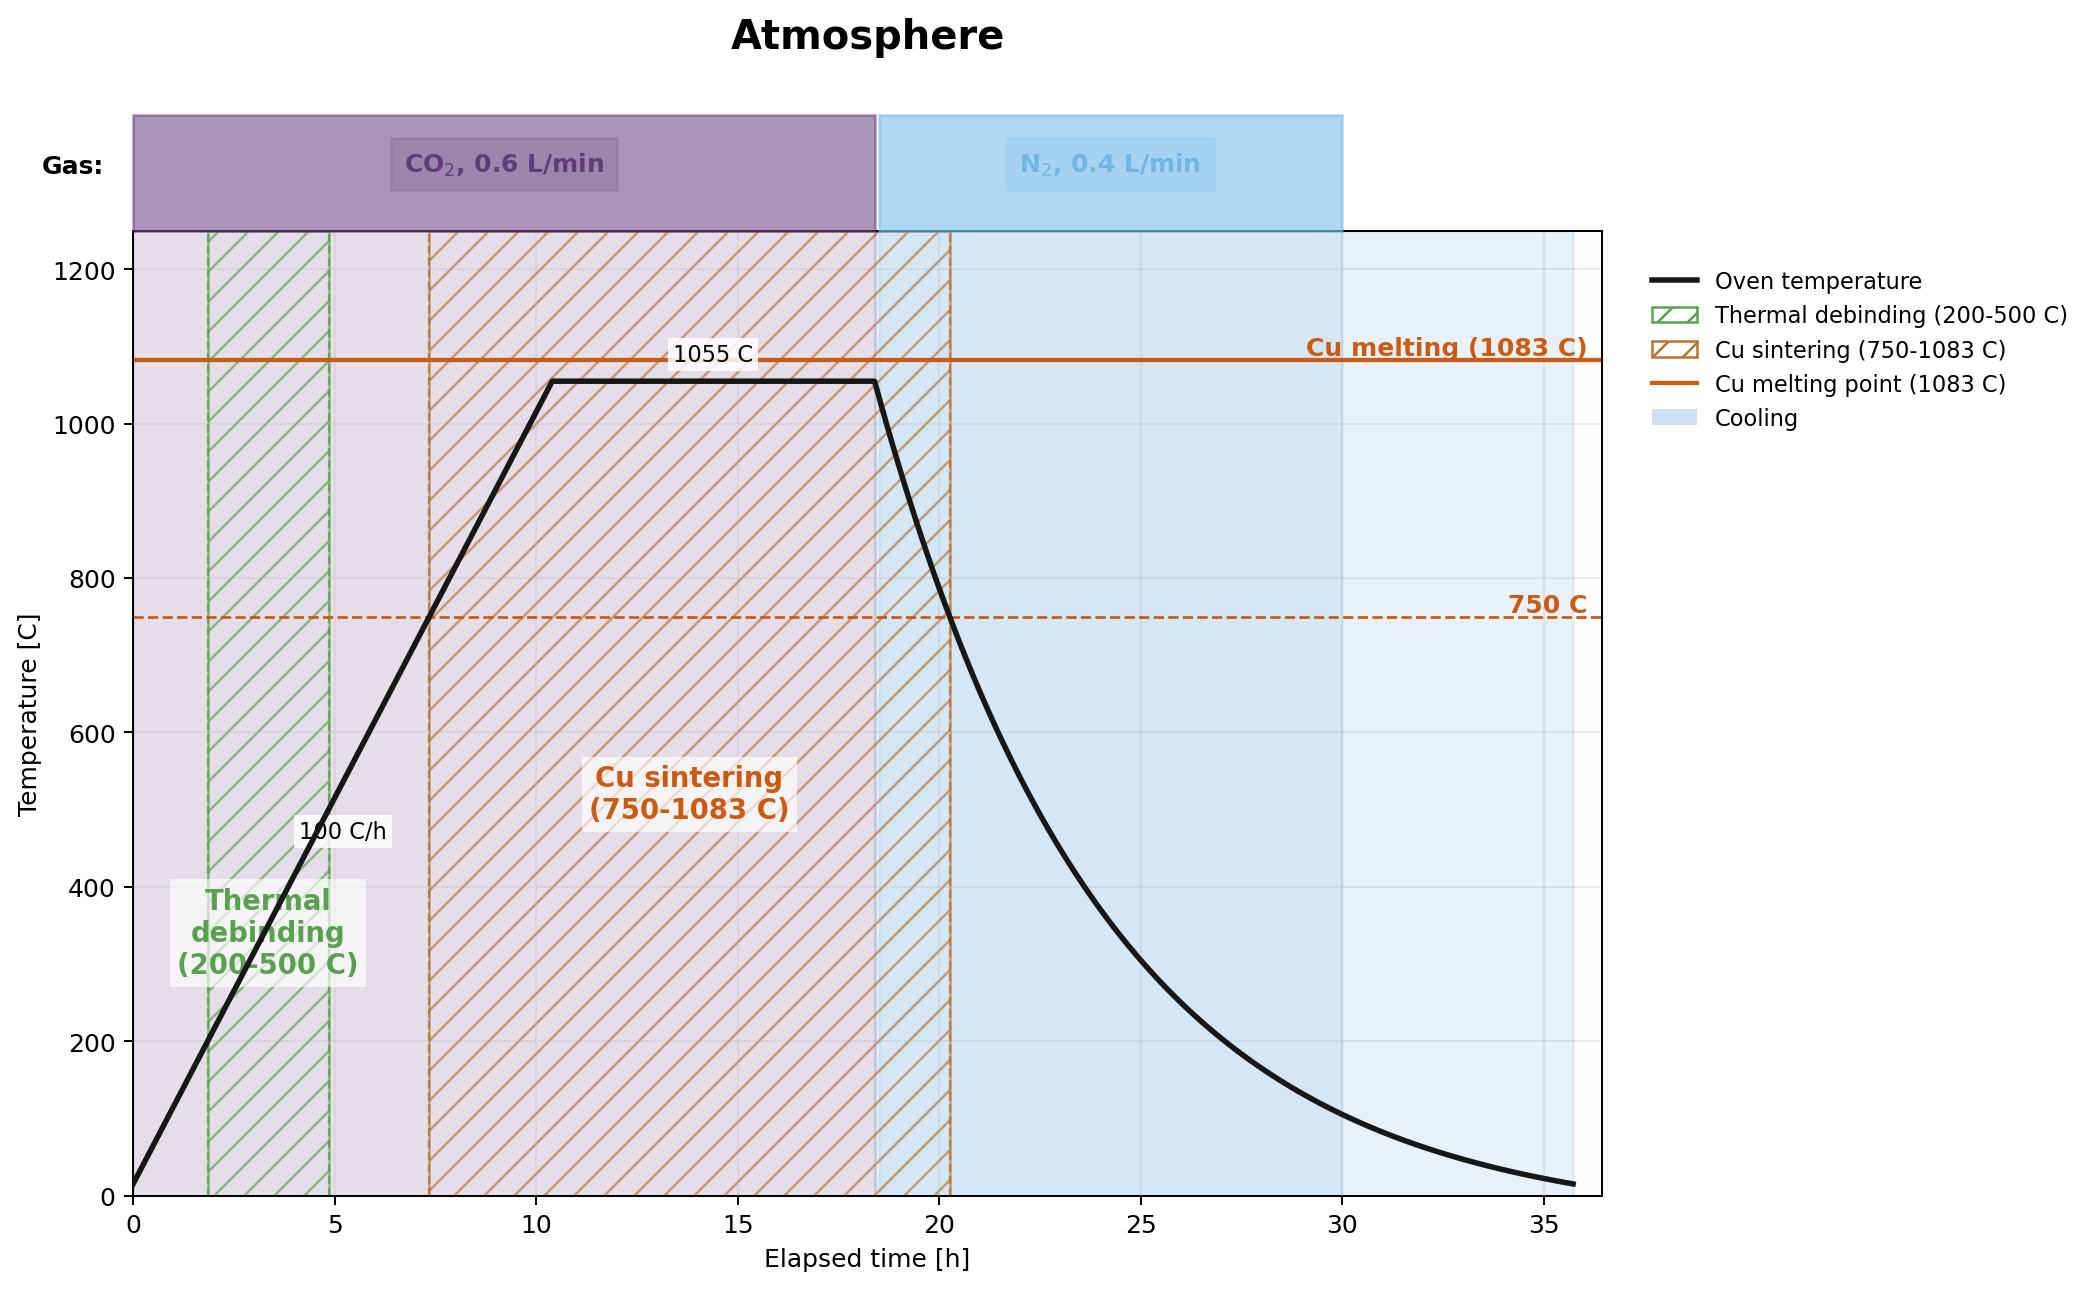 Atmosphere
Gas:
CO₂, 0.6 L/min
N₂, 0.4 L/min
1200
1000
800
600
400
200
0
Temperature [C]
1055 C
Cu melting (1083 C)
750 C
Cu sintering
(750-1083 C)
100 C/h
Thermal
debinding
(200-500 C)
0
5
10
15
20
25
30
35
Elapsed time [h]
Oven temperature
Thermal debinding (200-500 C)
Cu sintering (750-1083 C)
Cu melting point (1083 C)
Cooling